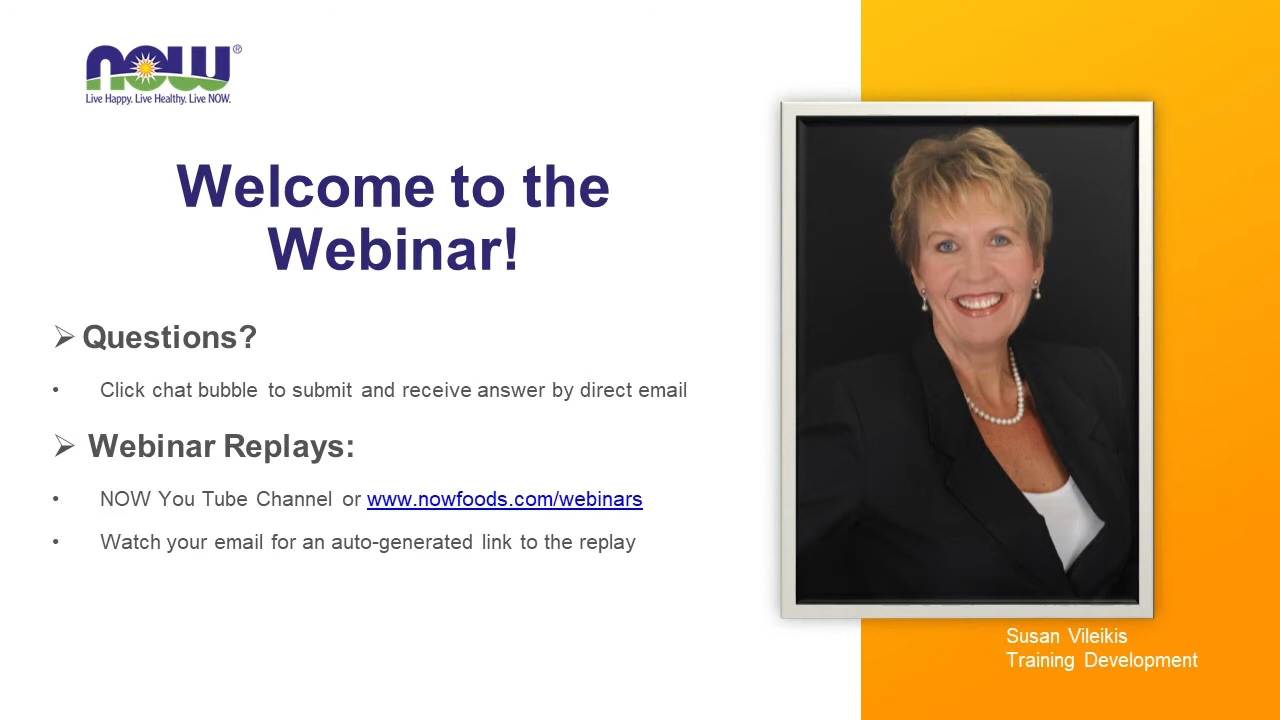 now®
Live Happy. Live Healthy. Live NOW.
Welcome to the
Webinar!
Questions?
• Click chat bubble to submit and receive answer by direct email
Webinar Replays:
• NOW You Tube Channel or www.nowfoods.com/webinars
• Watch your email for an auto-generated link to the replay
Susan Vileikis
Training Development